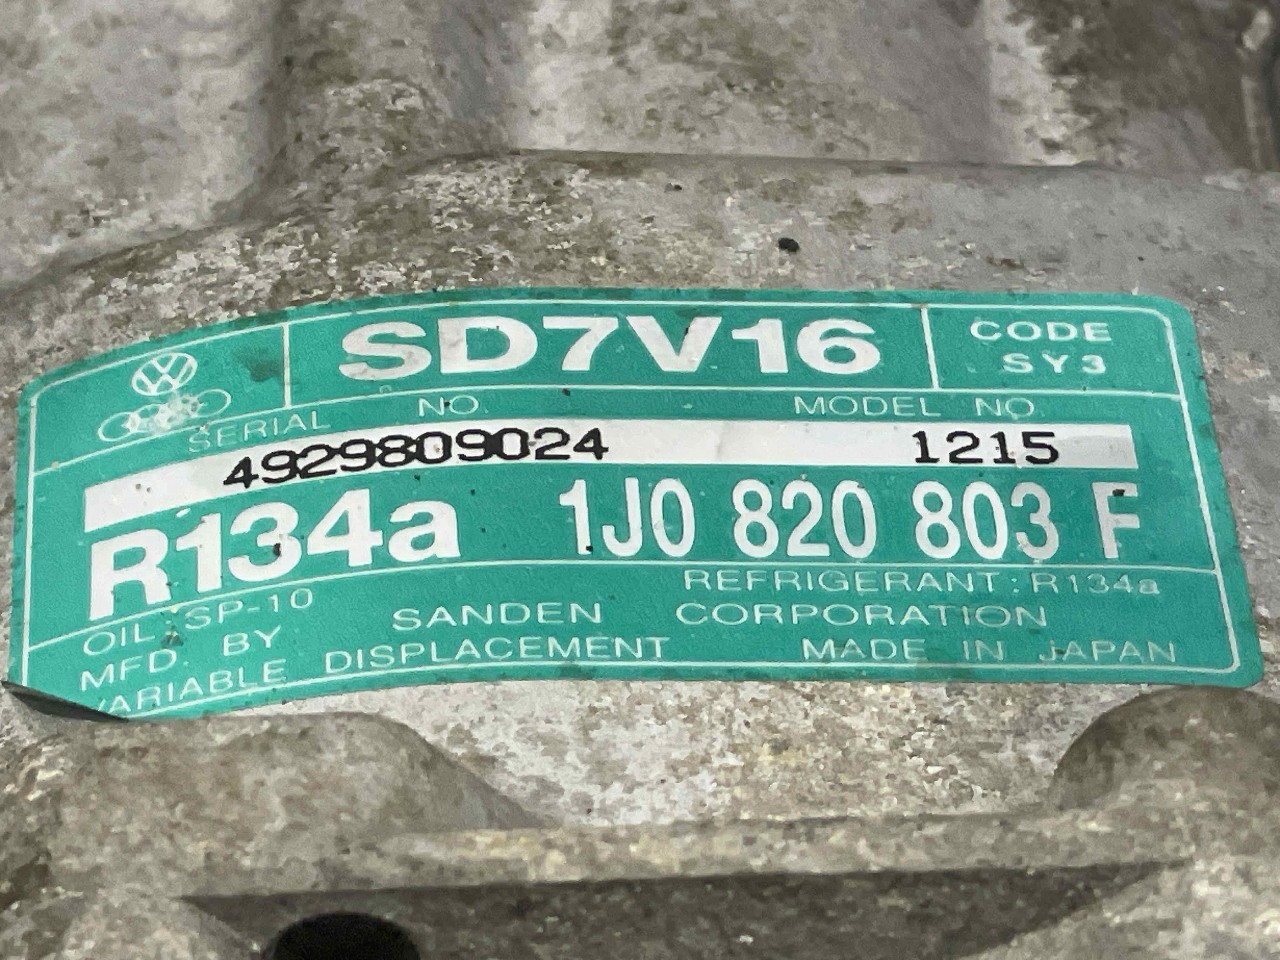 SD7V16
CODE
SY3
SERIAL NO. MODEL NO.
4929809024 1215
R134a 1J0 820 803 F
OIL: SP-10 REFRIGERANT: R134a
MFD. BY SANDEN CORPORATION
VARIABLE DISPLACEMENT MADE IN JAPAN